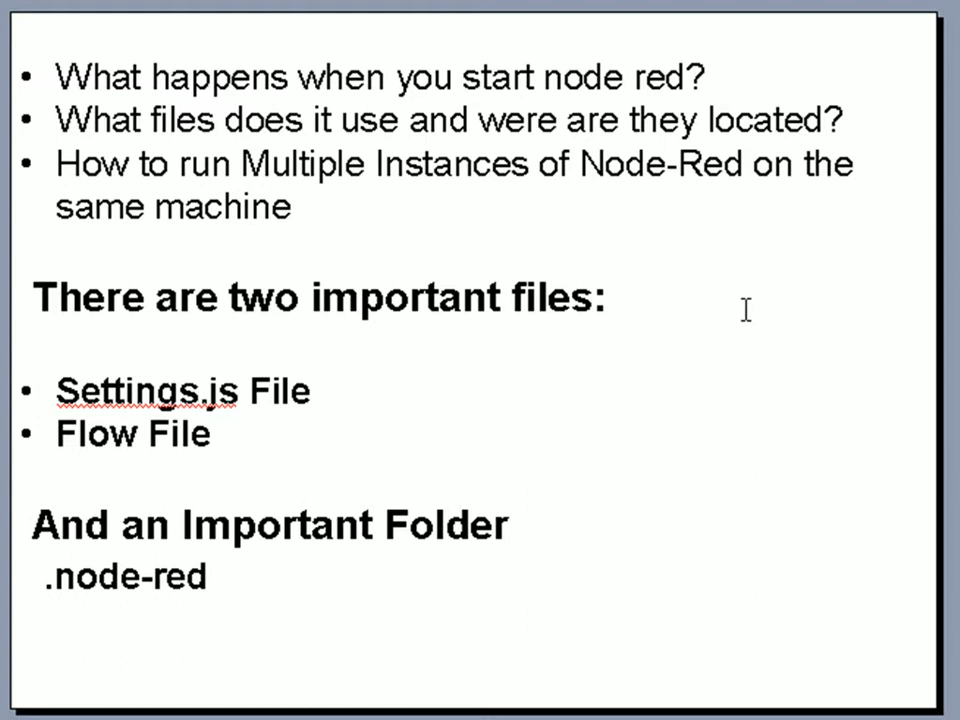 • What happens when you start node red?
• What files does it use and were are they located?
• How to run Multiple Instances of Node-Red on the
same machine
There are two important files:
• Settings.js File
• Flow File
And an Important Folder
.node-red